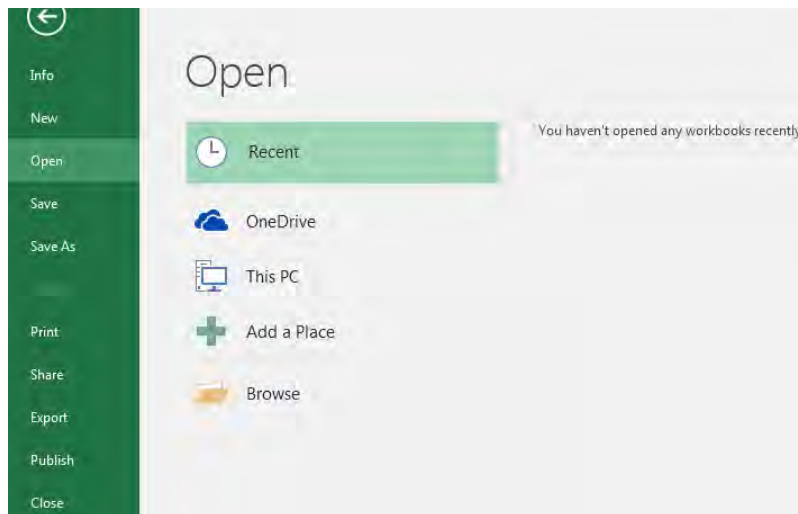 Open
Info
New
Open
Save
Save As
Print
Share
Export
Publish
Close
Recent
OneDrive
This PC
Add a Place
Browse
You haven't opened any workbooks recently